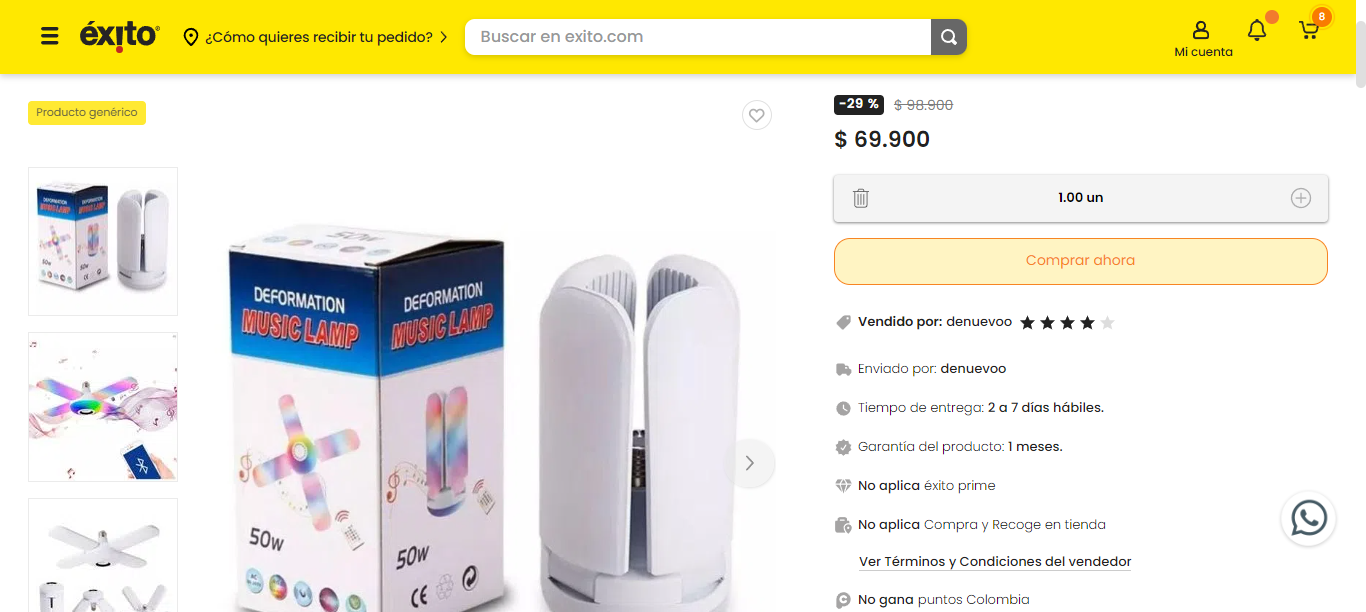 éxito
¿Cómo quieres recibir tu pedido?
Buscar en exito.com
Mi cuenta
8
Producto genérico
DEFORMATION
MUSIC LAMP
DEFORMATION
MUSIC LAMP
50w
50W
50W
CE
-29 % $ 98.900
$ 69.900
1.00 un
Comprar ahora
Vendido por: denuevoo
Enviado por: denuevoo
Tiempo de entrega: 2 a 7 días hábiles.
Garantía del producto: 1 meses.
No aplica éxito prime
No aplica Compra y Recoge en tienda
Ver Términos y Condiciones del vendedor
No gana puntos Colombia